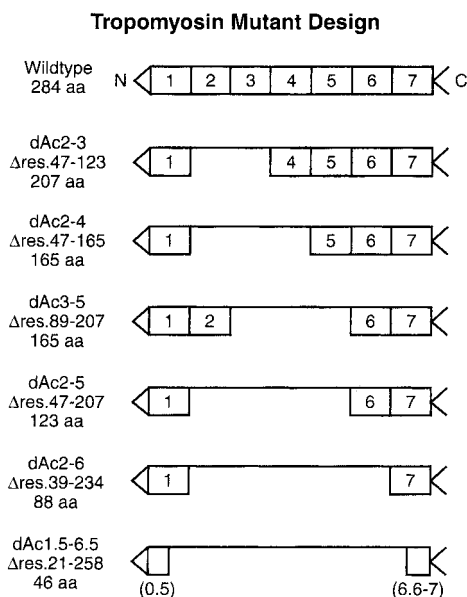 Tropomyosin Mutant Design
Wildtype
284 aa
N 1 2 3 4 5 6 7 C
dAc2-3
Δres.47-123
207 aa
1 4 5 6 7
dAc2-4
Δres.47-165
165 aa
1 5 6 7
dAc3-5
Δres.89-207
165 aa
1 2 6 7
dAc2-5
Δres.47-207
123 aa
1 6 7
dAc2-6
Δres.39-234
88 aa
1 7
dAc1.5-6.5
Δres.21-258
46 aa
(0.5) (6.6-7)